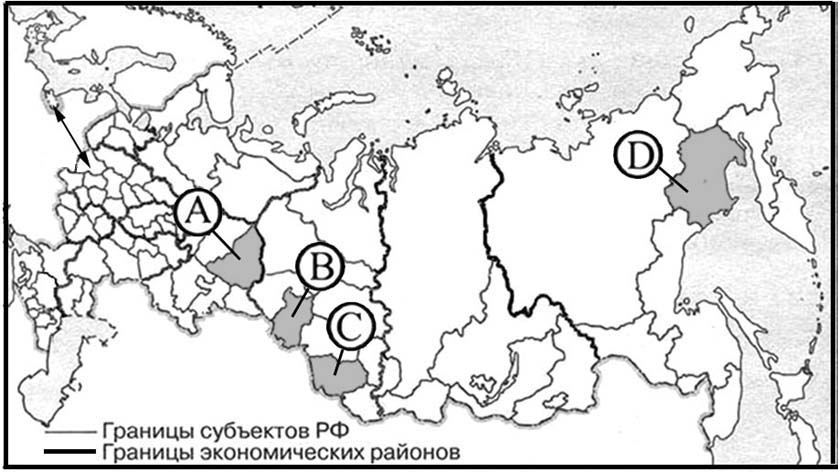 A
B
C
D
Границы субъектов РФ
Границы экономических районов